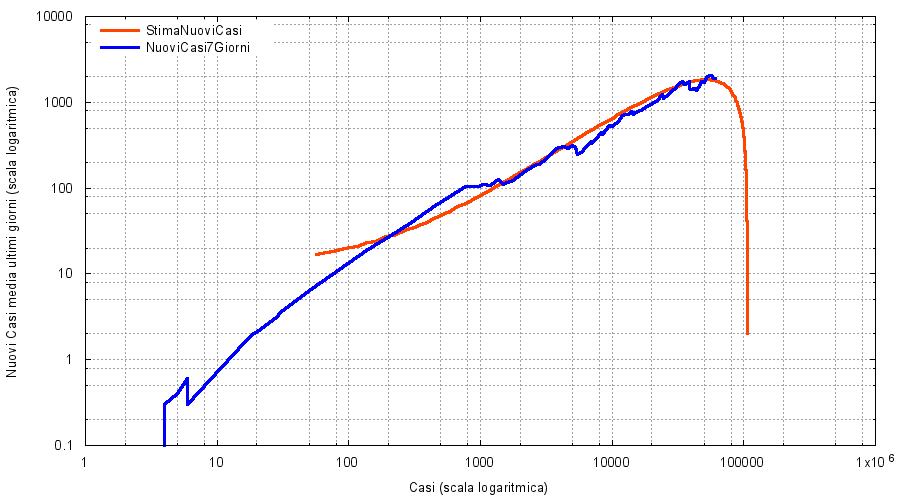 10000
StimaNuoviCasi
NuoviCasi7Giorni
1000
100
10
1
0.1
Nuovi Casi media ultimi giorni (scala logaritmica)
1 10 100 1000 10000 100000 1x10 6
Casi (scala logaritmica)